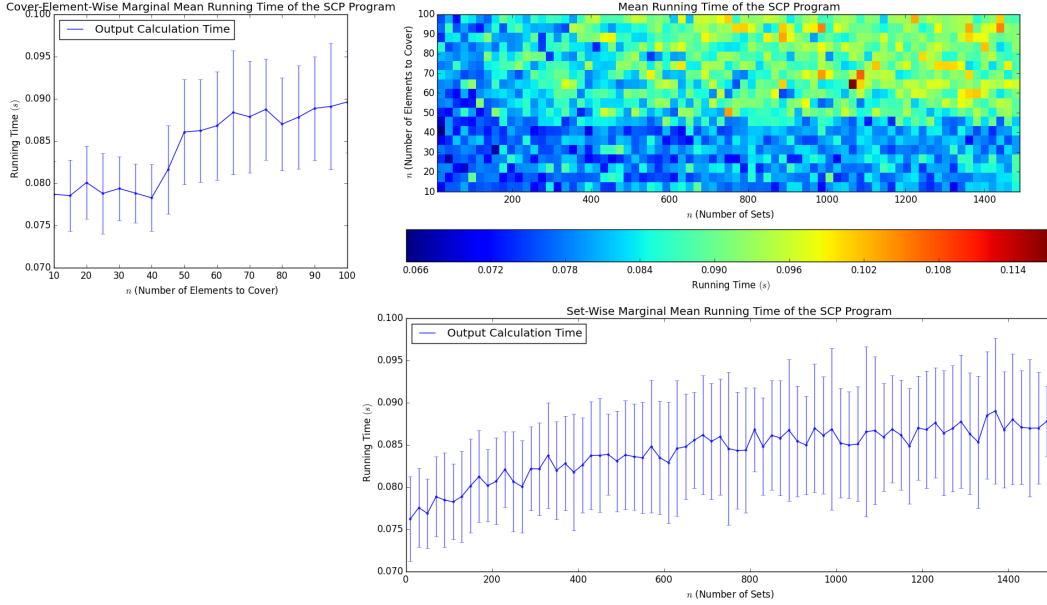 Cover-Element-Wise Marginal Mean Running Time of the SCP Program
0.100
0.095
0.090
0.085
0.080
0.075
0.070
Running Time (s)
Output Calculation Time
10 20 30 40 50 60 70 80 90 100
n (Number of Elements to Cover)
Mean Running Time of the SCP Program
100
90
80
70
60
50
40
30
20
10
n (Number of Elements to Cover)
200 400 600 800 1000 1200 1400
n (Number of Sets)
0.066 0.072 0.078 0.084 0.090 0.096 0.102 0.108 0.114
Running Time (s)
Set-Wise Marginal Mean Running Time of the SCP Program
0.100
0.095
0.090
0.085
0.080
0.075
0.070
Running Time (s)
Output Calculation Time
0 200 400 600 800 1000 1200 1400
n (Number of Sets)